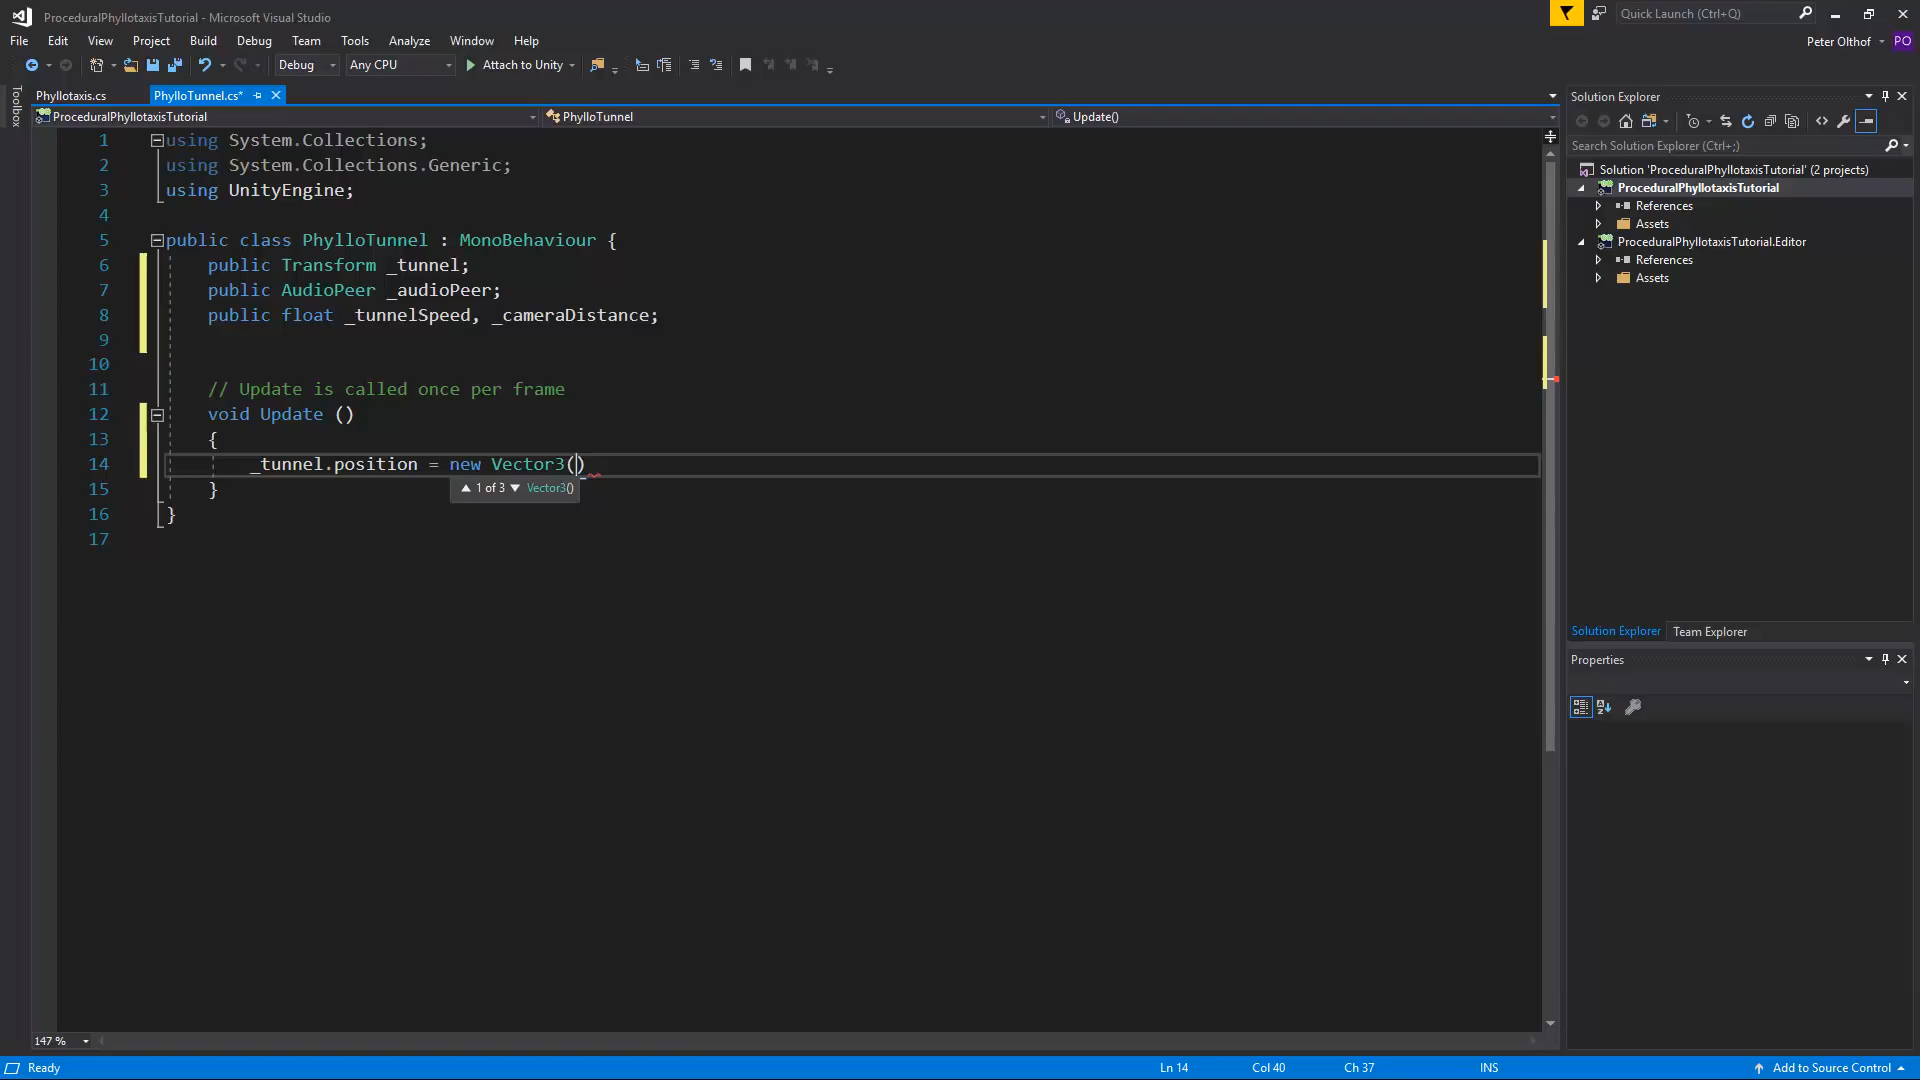 ProceduralPhyllotaxisTutorial - Microsoft Visual Studio
Quick Launch (Ctrl+Q)
File Edit View Project Build Debug Team Tools Analyze Window Help
Peter Olthof PO
Debug Any CPU Attach to Unity
Toolbox
Phyllotaxis.cs PhylloTunnel.cs*
ProceduralPhyllotaxisTutorial PhylloTunnel Update()
1 using System.Collections;
2 using System.Collections.Generic;
3 using UnityEngine;
4
5 public class PhylloTunnel : MonoBehaviour {
6 public Transform _tunnel;
7 public AudioPeer _audioPeer;
8 public float _tunnelSpeed, _cameraDistance;
9
10
11 // Update is called once per frame
12 void Update ()
13 {
14 _tunnel.position = new Vector3()
1 of 3 Vector3()
15 }
16 }
17
Solution Explorer
Search Solution Explorer (Ctrl+;)
Solution 'ProceduralPhyllotaxisTutorial' (2 projects)
ProceduralPhyllotaxisTutorial
References
Assets
ProceduralPhyllotaxisTutorial.Editor
References
Assets
Solution Explorer Team Explorer
Properties
147 %
Ready Ln 14 Col 40 Ch 37 INS Add to Source Control